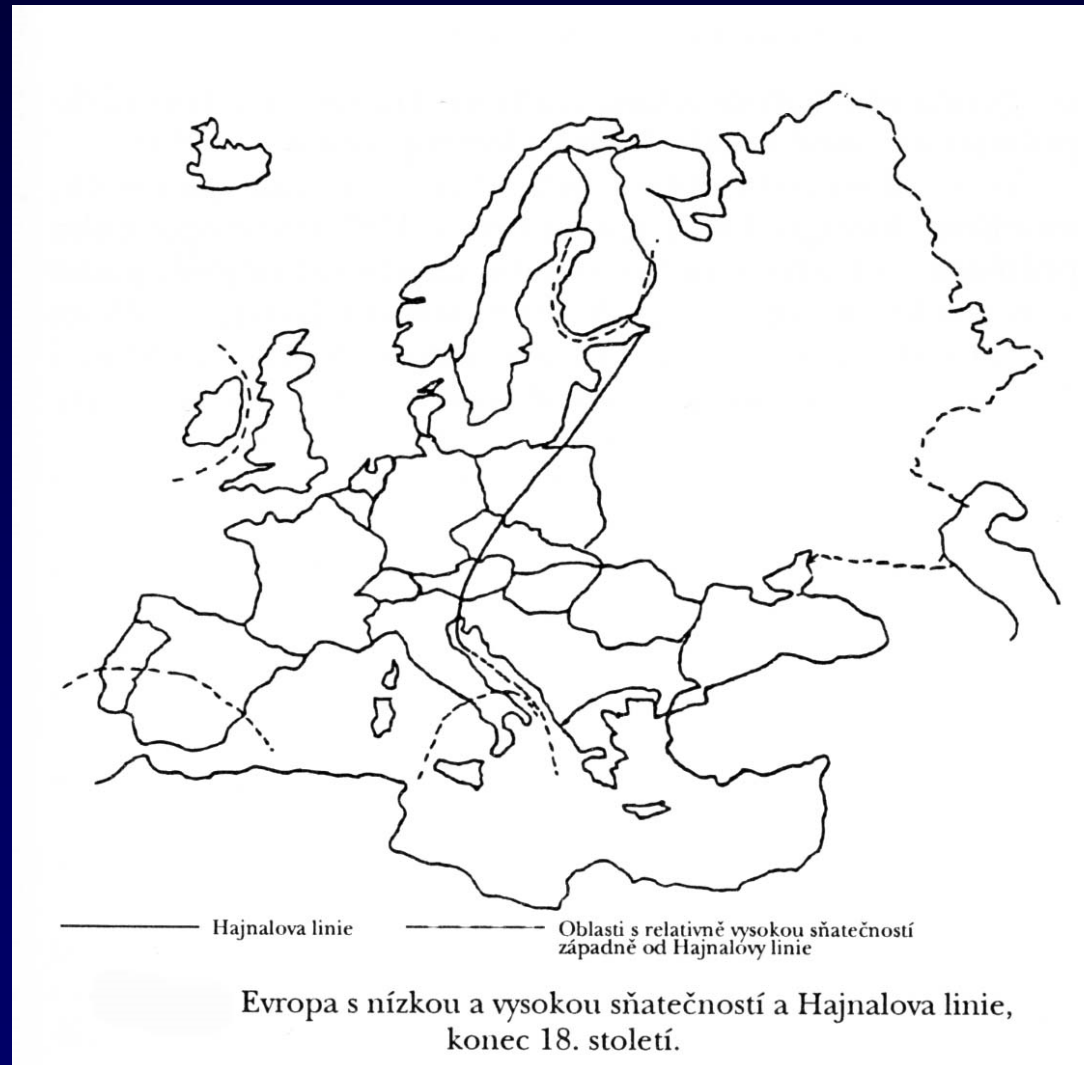 Hajnalova linie
Oblasti s relativně vysokou sňatečností
západně od Hajnalovy linie
Evropa s nízkou a vysokou sňatečností a Hajnalova linie,
konec 18. století.